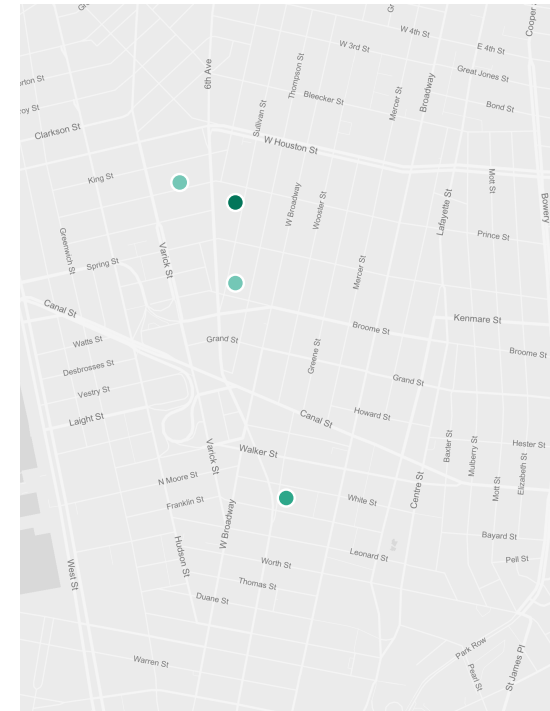 Cooper
W 4th St
W 3rd St
E 4th St
6th Ave
Thompson St
Great Jones St
Bleecker St
Mercer St
Broadway
Bond St
Sullivan St
Clarkson St
W Houston St
King St
Mott St
W Broadway
Wooster St
Lafayette St
Bowery
Prince St
Greenwich St
Spring St
Varick St
Mercer St
Canal St
Kenmare St
Broome St
Watts St
Grand St
Greene St
Broome St
Desbrosses St
Grand St
Vestry St
Laight St
Canal St
Howard St
Baxter St
Mulberry St
Hester St
Varick St
Walker St
Elizabeth St
Mott St
N Moore St
Centre St
Franklin St
White St
W Broadway
Bayard St
Hudson St
Leonard St
Pell St
West St
Worth St
Thomas St
Duane St
Park Row
Warren St
Pearl St
St James Pl